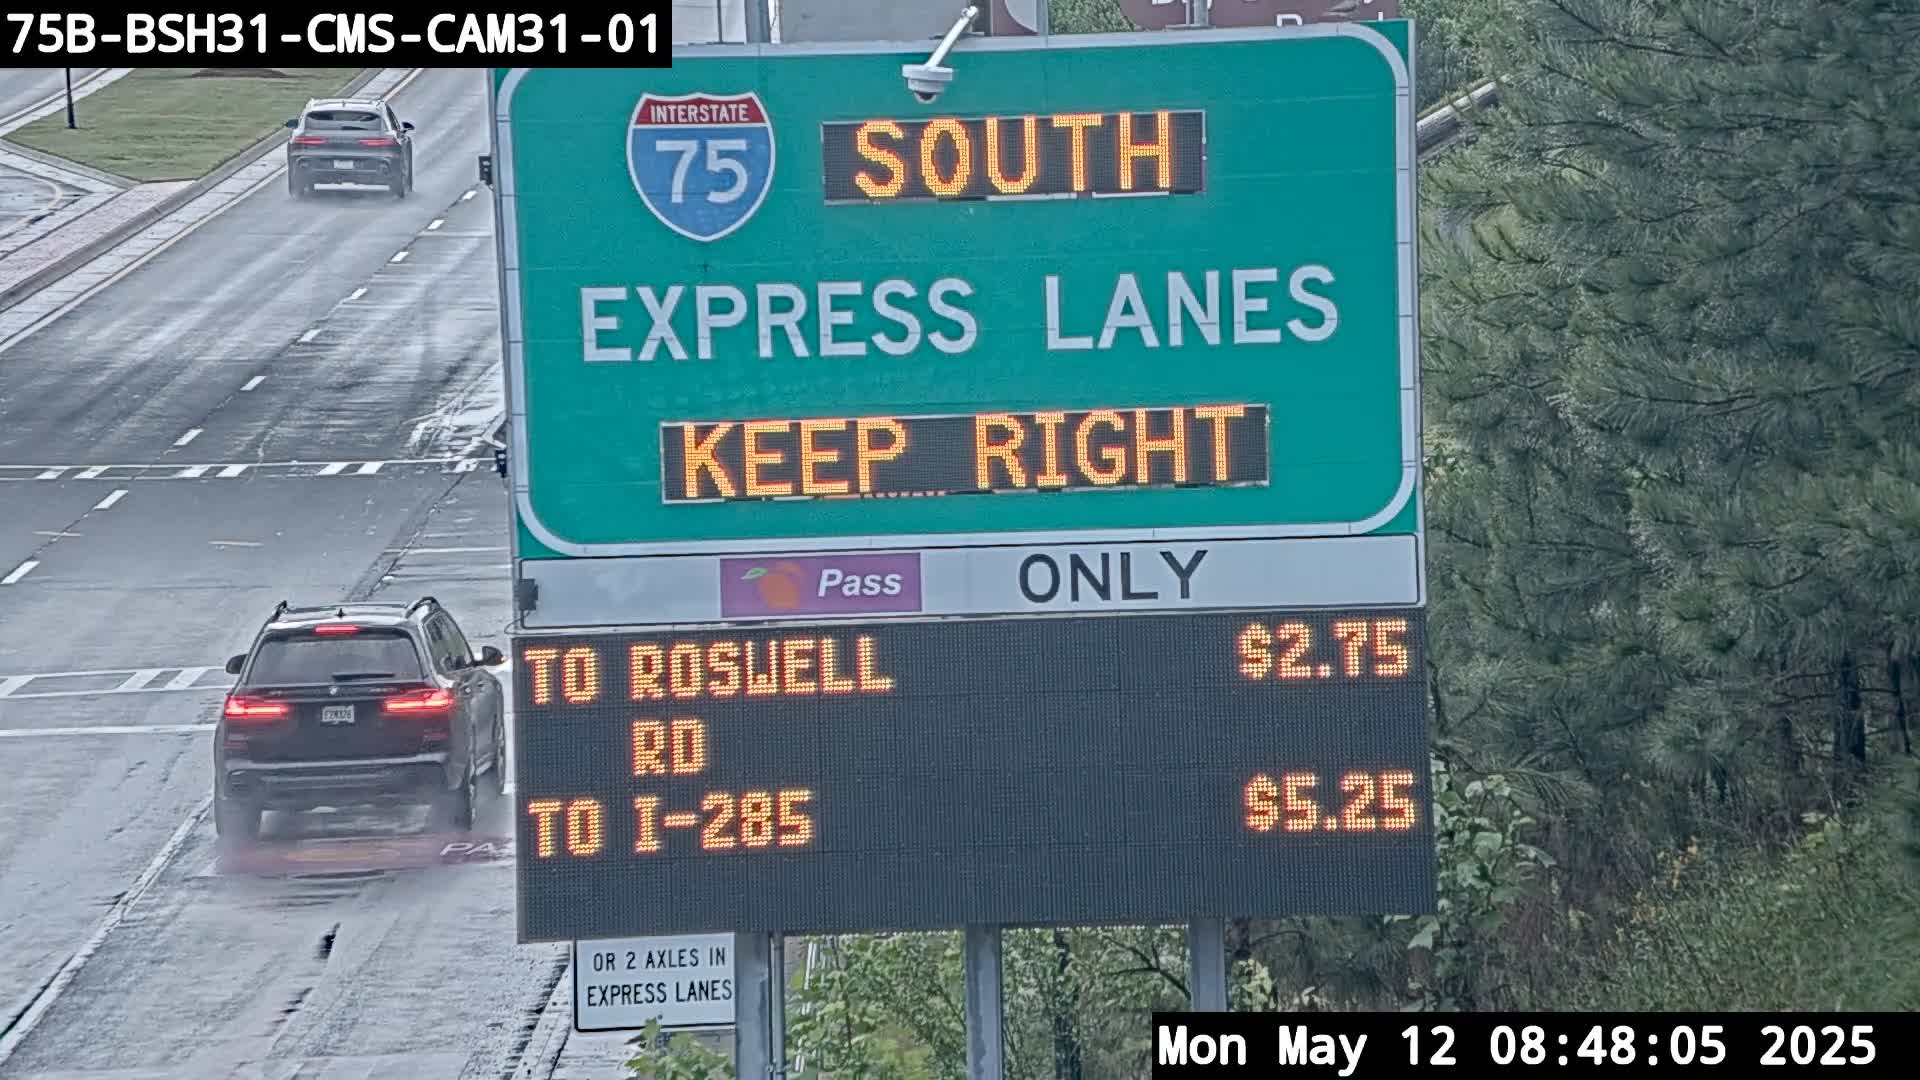 75B-BSH31-CMS-CAM31-01
INTERSTATE
75
SOUTH
EXPRESS LANES
KEEP RIGHT
Pass ONLY
TO ROSWELL $2.75
RD
TO I-285 $5.25
OR 2 AXLES IN
EXPRESS LANES
Mon May 12 08:48:05 2025